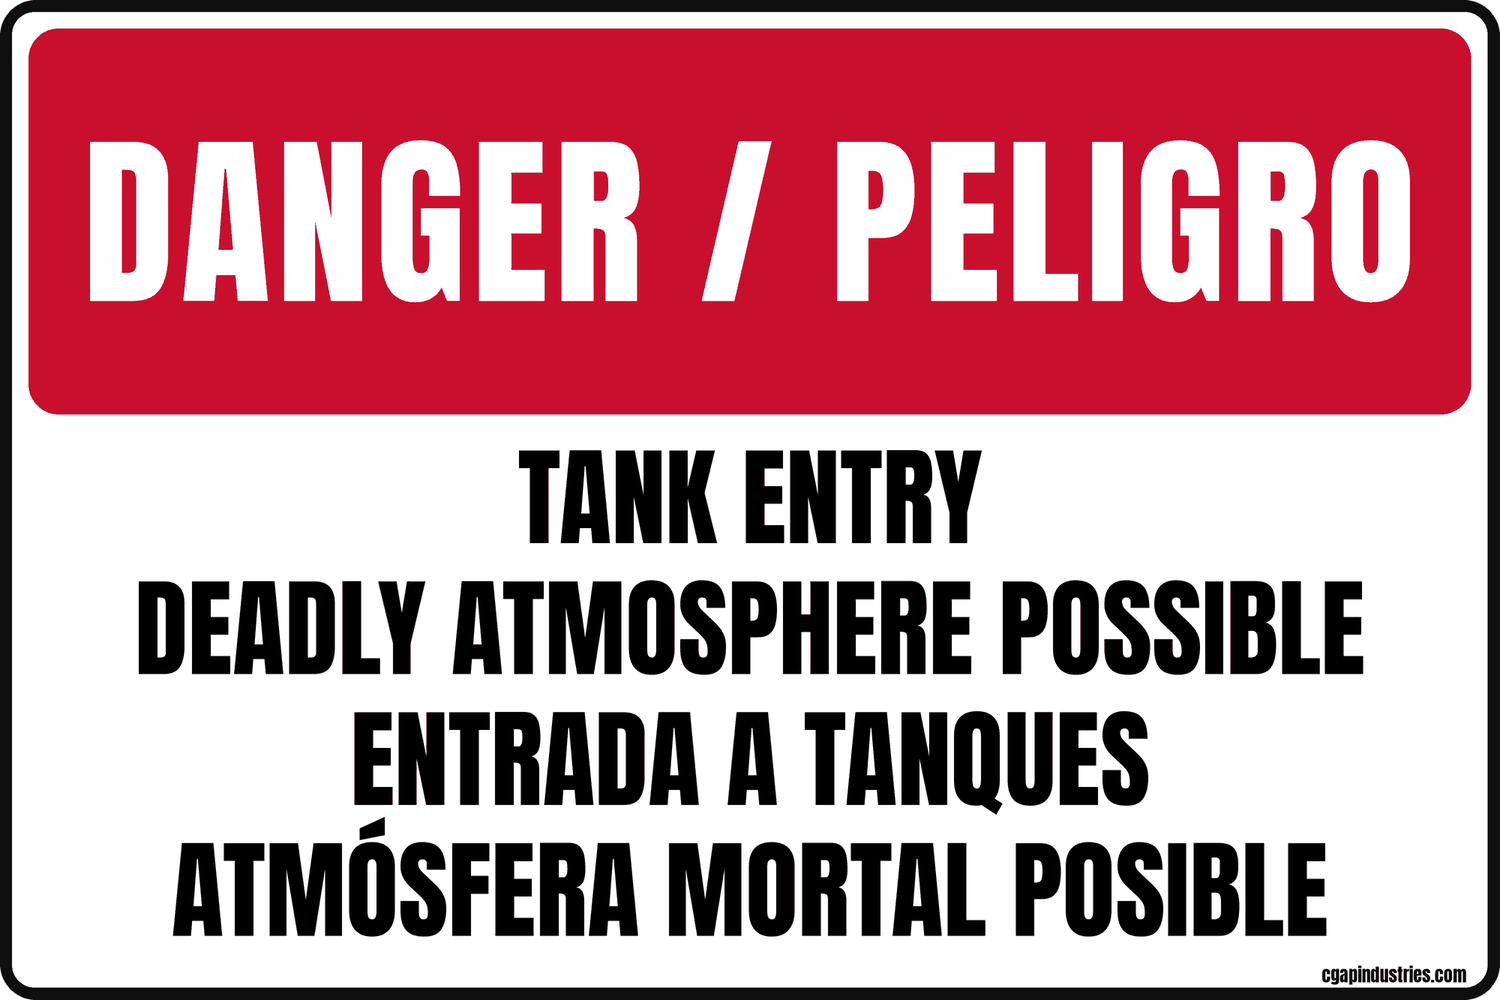 DANGER / PELIGRO
TANK ENTRY
DEADLY ATMOSPHERE POSSIBLE
ENTRADA A TANQUES
ATMÓSFERA MORTAL POSIBLE
cgapindustries.com